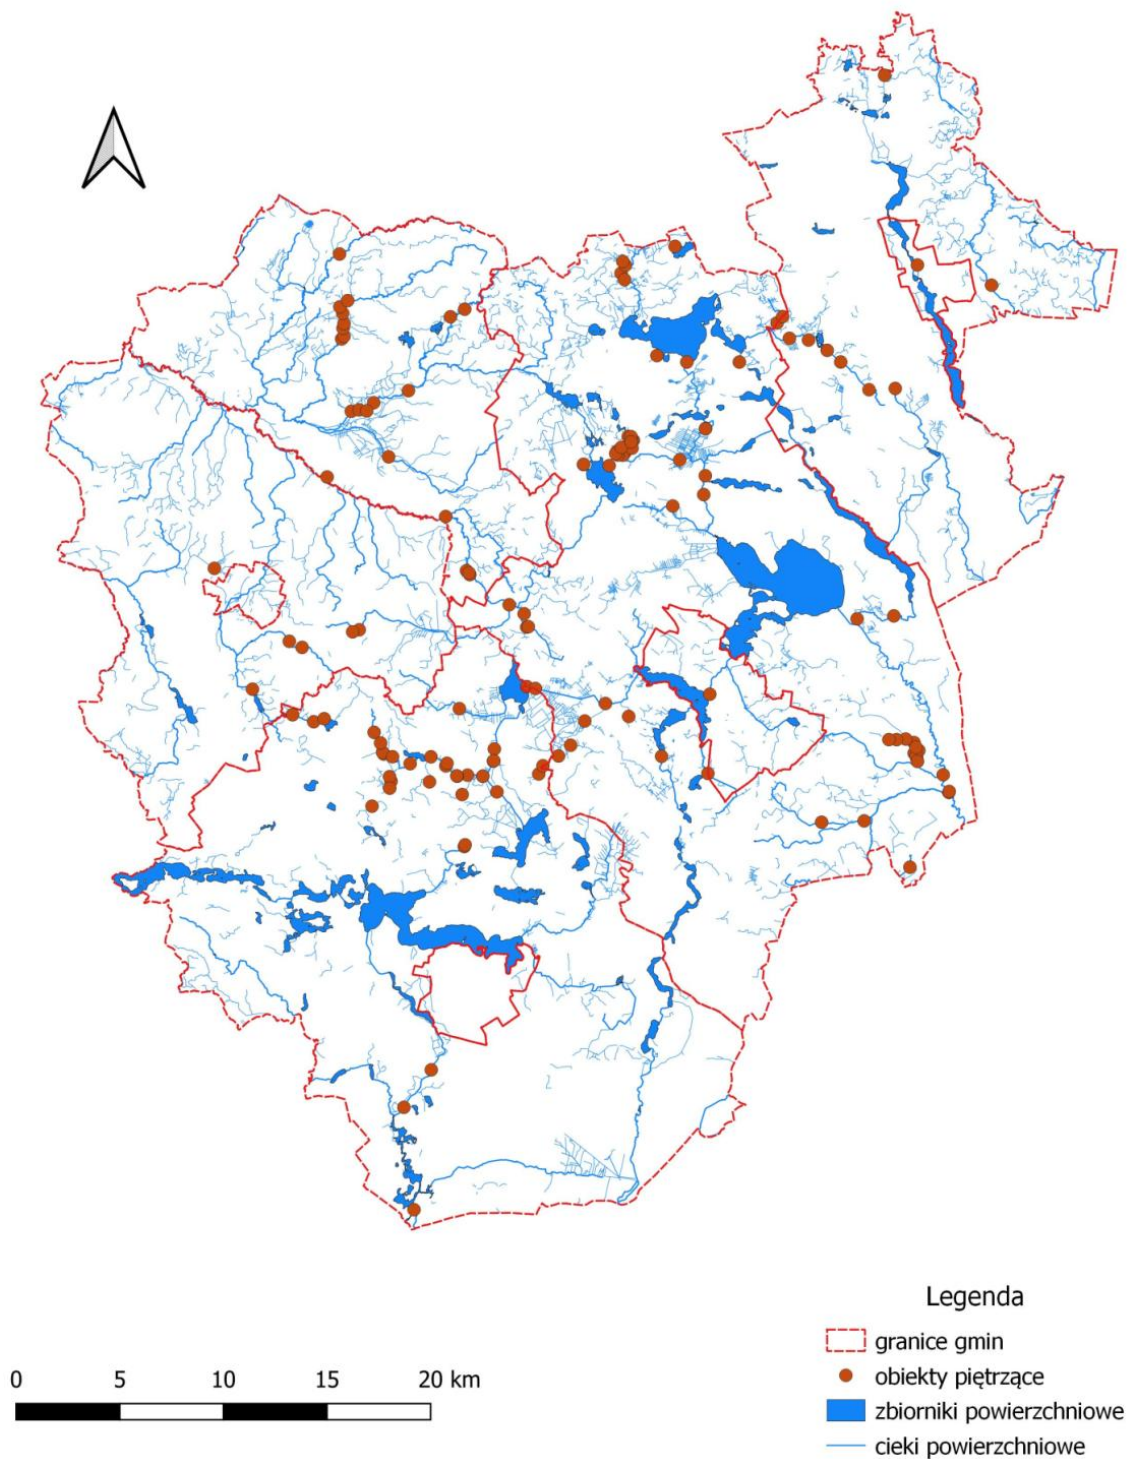 0 5 10 15 20 km
Legenda
granice gmin
obiekty piętrzące
zbiorniki powierzchniowe
cieki powierzchniowe